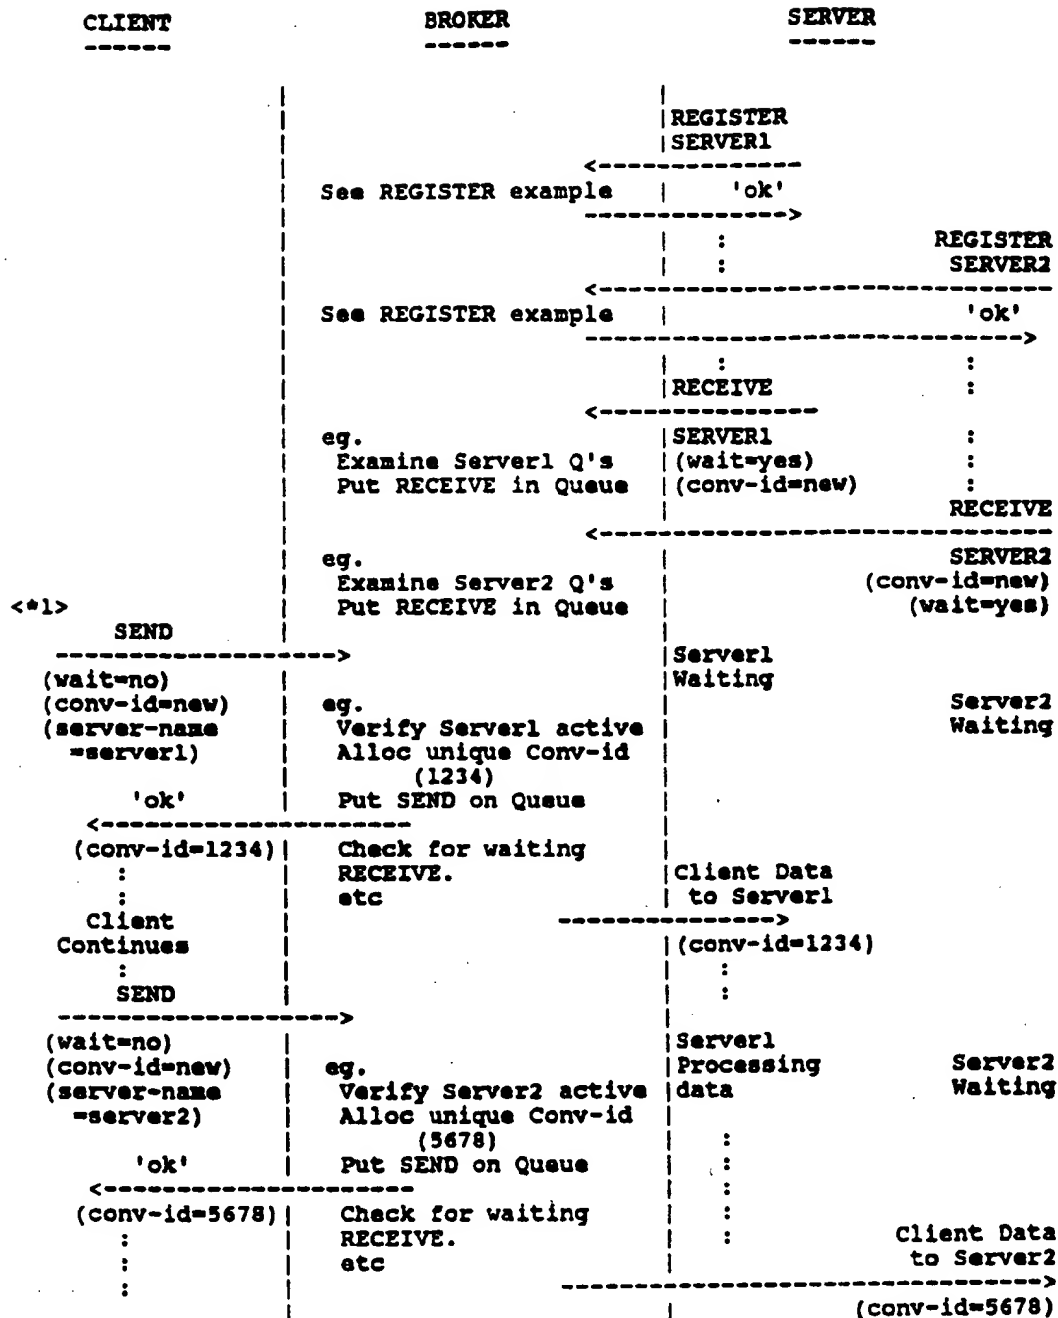 CLIENT BROKER SERVER
------ ------ ------
| |
| |REGISTER
| |SERVER1
| <--------------
| See REGISTER example | 'ok'
| -------------->
| | : REGISTER
| | : SERVER2
| <--------------------------------
| See REGISTER example | 'ok'
| ------------------------------->
| | : :
| |RECEIVE :
| <---------------
| eg. |SERVER1 :
| Examine Server1 Q's |(wait=yes) :
| Put RECEIVE in Queue |(conv-id=new) :
| | RECEIVE
| <--------------------------------
| eg. | SERVER2
| Examine Server2 Q's | (conv-id=new)
<*1> | Put RECEIVE in Queue | (wait=yes)
SEND |
--------------------> |Server1
(wait=no) | |Waiting
(conv-id=new) | eg. | Server2
(server-name | Verify Server1 active | Waiting
=server1) | Alloc unique Conv-id |
| (1234) |
'ok' | Put SEND on Queue |
<----------------------- |
(conv-id=1234)| Check for waiting |
: | RECEIVE. |Client Data
: | etc | to Server1
Client | --------------->
Continues | |(conv-id=1234)
: | | :
SEND | | :
--------------------> |
(wait=no) | |Server1
(conv-id=new) | eg. |Processing Server2
(server-name | Verify Server2 active |data Waiting
=server2) | Alloc unique Conv-id |
| (5678) | :
'ok' | Put SEND on Queue | :
<----------------------- | :
(conv-id=5678)| Check for waiting | :
: | RECEIVE. | : Client Data
: | etc | to Server2
: | --------------------------------->
| | (conv-id=5678)